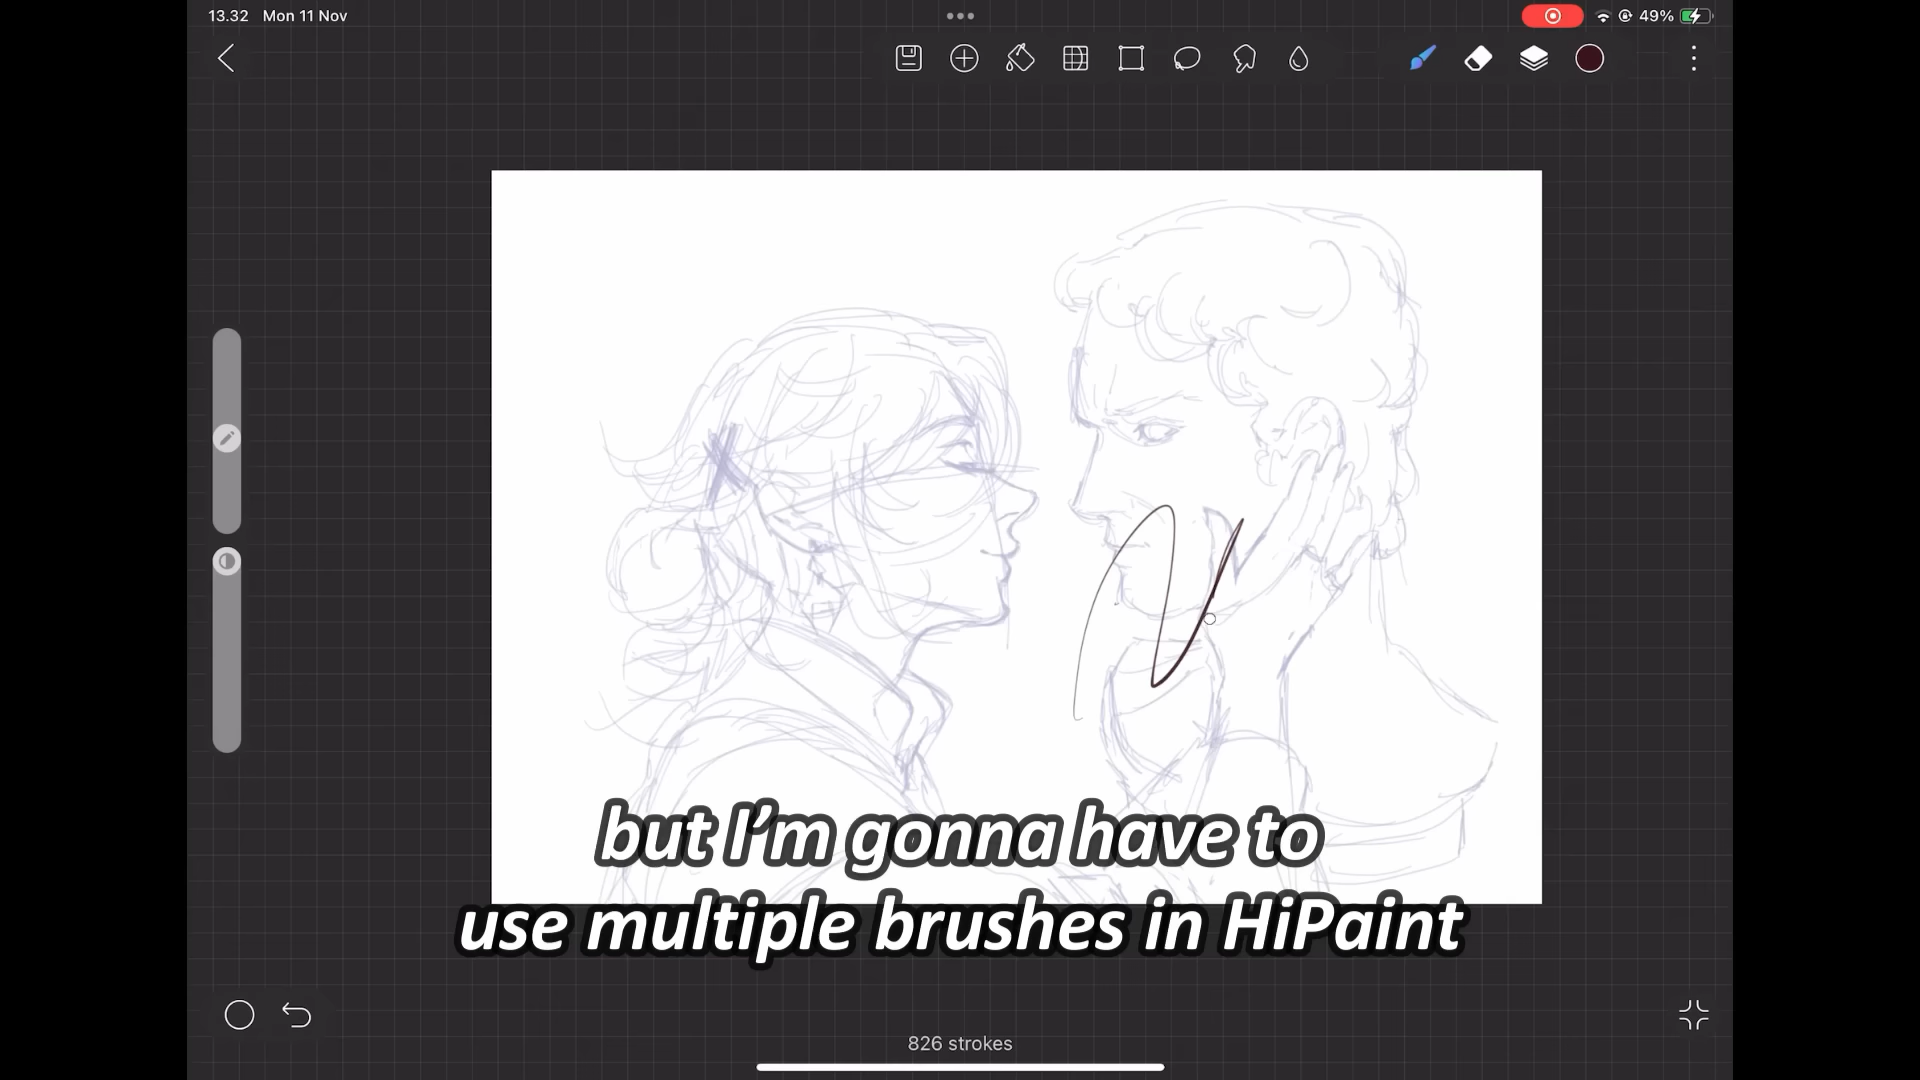 13.32 Mon 11 Nov
49%
but I'm gonna have to
use multiple brushes in HiPaint
826 strokes